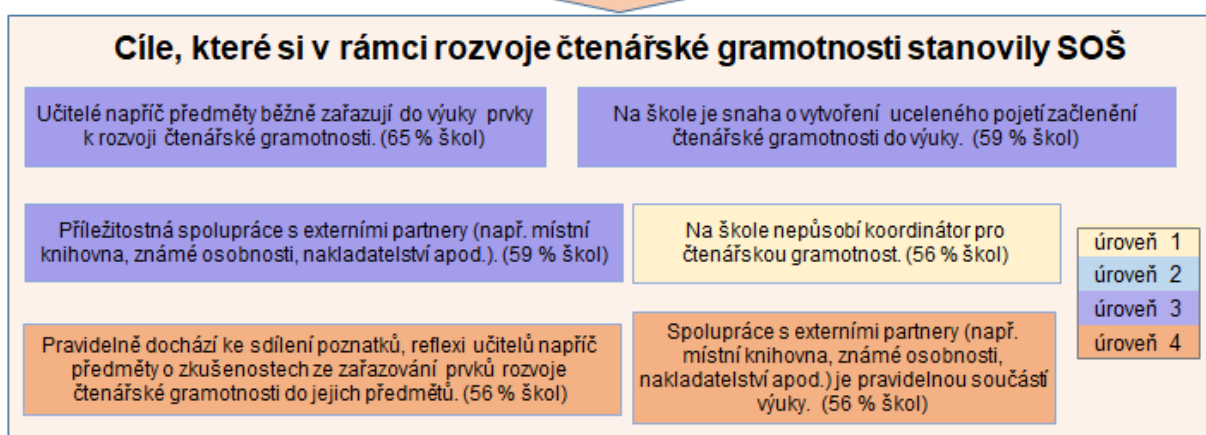 Cíle, které si v rámci rozvoje čtenářské gramotnosti stanovily SOŠ
Učitelé napříč předměty běžně zařazují do výuky prvky
k rozvoji čtenářské gramotnosti. (65 % škol)
Na škole je snaha o vytvoření uceleného pojetí začlenění
čtenářské gramotnosti do výuky. (59 % škol)
Příležitostná spolupráce s externími partnery (např. místní
knihovna, známé osobnosti, nakladatelství apod.). (59 % škol)
Na škole nepůsobí koordinátor pro
čtenářskou gramotnost. (56 % škol)
úroveň 1
úroveň 2
úroveň 3
úroveň 4
Pravidelně dochází ke sdílení poznatků, reflexi učitelů napříč
předměty o zkušenostech ze zařazování prvků rozvoje
čtenářské gramotnosti do jejich předmětů. (56 % škol)
Spolupráce s externími partnery (např.
místní knihovna, známé osobnosti,
nakladatelství apod.) je pravidelnou součástí
výuky. (56 % škol)